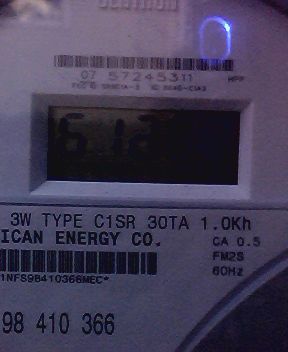 07 57245311
612
3W TYPE C1SR 30TA 1.0Kh
ICAN ENERGY CO.
CA 0.5
FM2S
60Hz
1NFS98410366MEC*
98 410 366